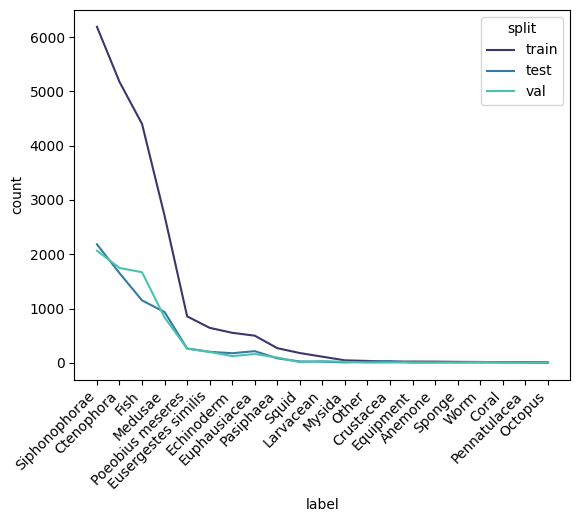 split
train
test
val
6000
5000
4000
3000
2000
1000
0
count
Siphonophorae
Ctenophora
Fish
Medusae
Poeobius meseres
Eusergestes similis
Echinoderm
Euphausiacea
Pasiphaea
Squid
Larvacean
Mysida
Other
Crustacea
Equipment
Anemone
Sponge
Worm
Coral
Pennatulacea
Octopus
label